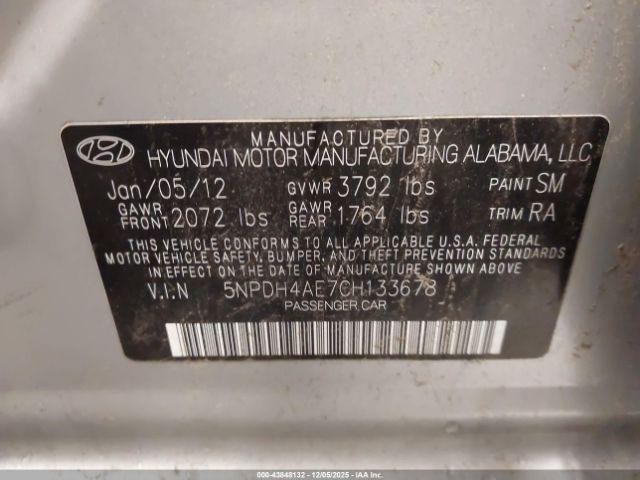 MANUFACTURED BY
HYUNDAI MOTOR MANUFACTURING ALABAMA, LLC
Jan/05/12 GVWR 3792 lbs PAINT SM
GAWR FRONT 2072 lbs GAWR REAR 1764 lbs TRIM RA
THIS VEHICLE CONFORMS TO ALL APPLICABLE U.S.A. FEDERAL
MOTOR VEHICLE SAFETY, BUMPER, AND THEFT PREVENTION
STANDARDS IN EFFECT ON THE DATE OF MANUFACTURE SHOWN ABOVE.
V.I.N 5NPDH4AE7CH133678
PASSENGER CAR
000-43848132 - 12/05/2025 - IAA, Inc.